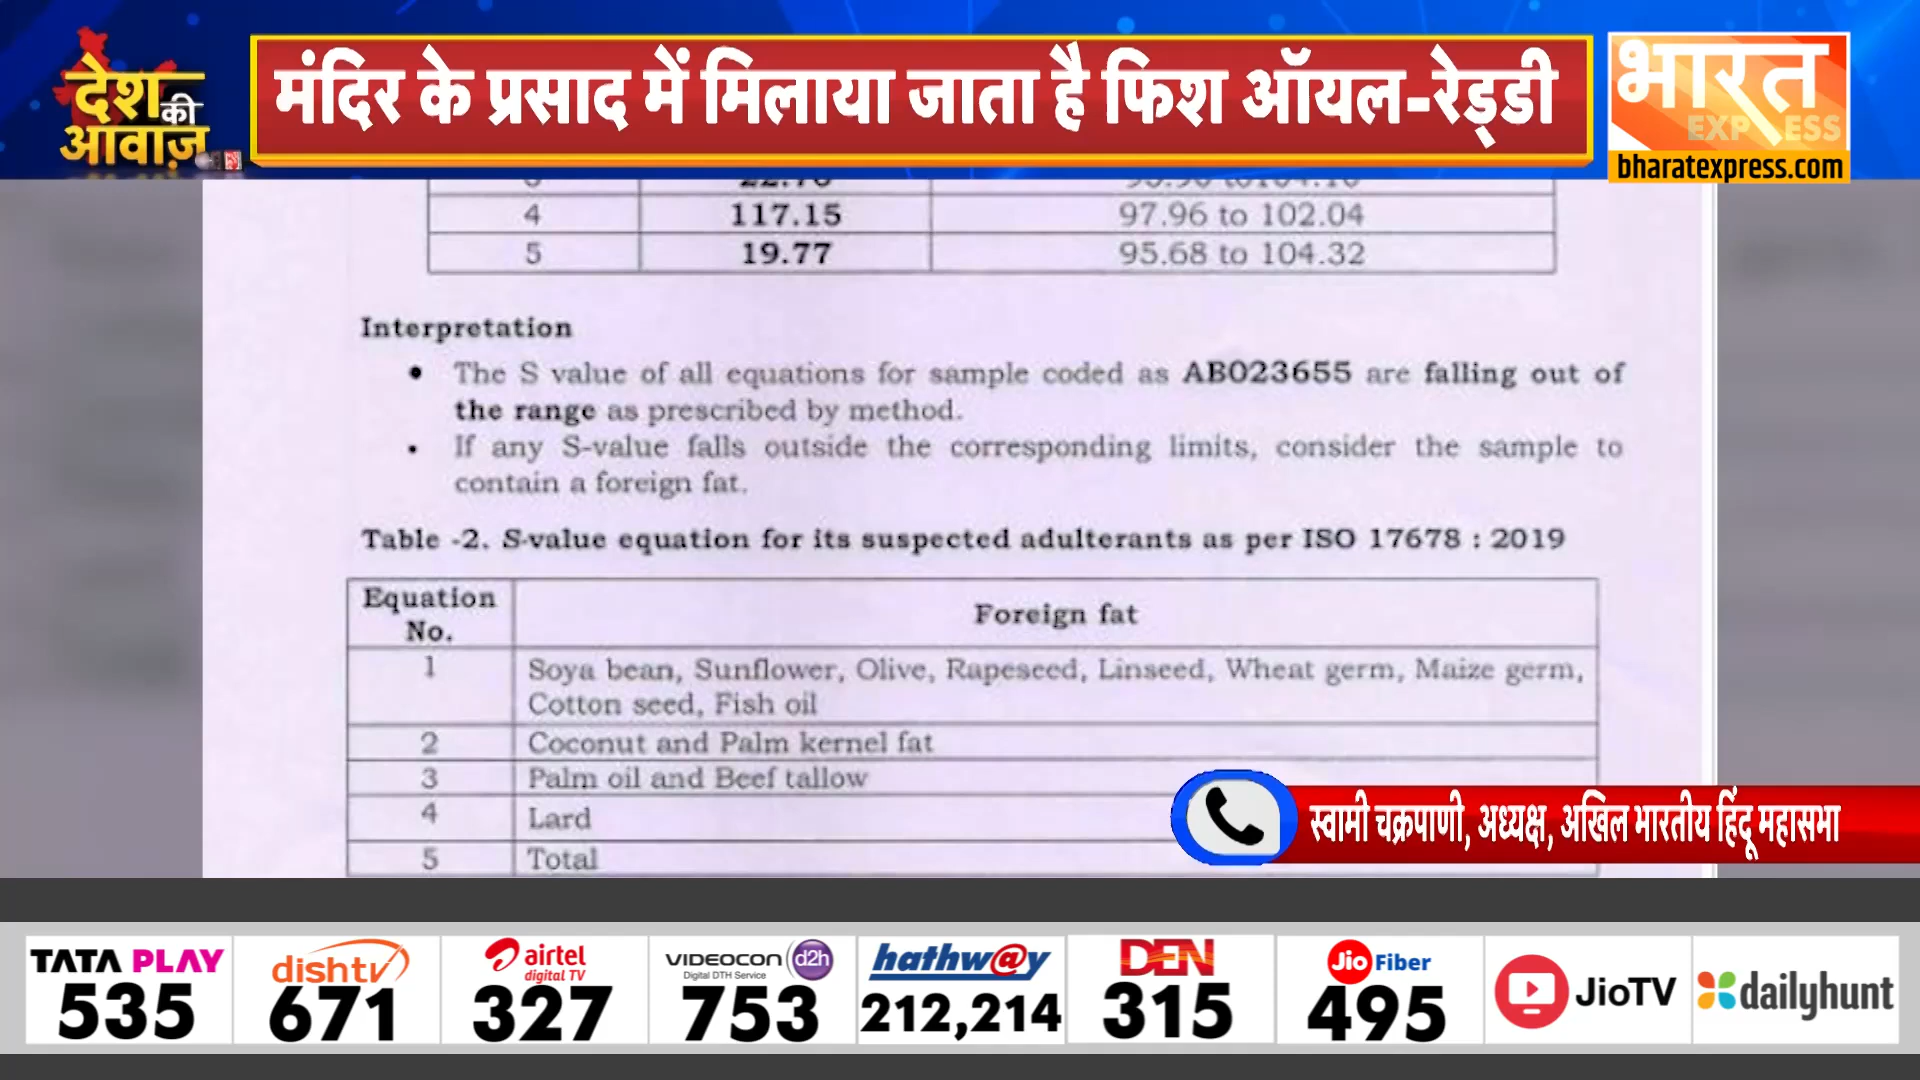 देश की आवाज़
मंदिर के प्रसाद में मिलाया जाता है फिश ऑयल-रेड्डी
भारत
EXPRESS
bharatexpress.com
4 117.15 97.96 to 102.04
5 19.77 95.68 to 104.32
Interpretation
• The S value of all equations for sample coded as AB023655 are falling out of
the range as prescribed by method.
• If any S-value falls outside the corresponding limits, consider the sample to
contain a foreign fat.
Table -2. S-value equation for its suspected adulterants as per ISO 17678 : 2019
Equation No. Foreign fat
1 Soya bean, Sunflower, Olive, Rapeseed, Linseed, Wheat germ, Maize germ,
Cotton seed, Fish oil
2 Coconut and Palm kernel fat
3 Palm oil and Beef tallow
4 Lard
5 Total
स्वामी चक्रपाणी, अध्यक्ष, अखिल भारतीय हिंदू महासभा
TATA PLAY 535
dishtv 671
airtel digital TV 327
VIDEOCON d2h Digital DTH Service 753
hathway 212,214
DEN 315
Jio Fiber 495
JioTV
dailyhunt